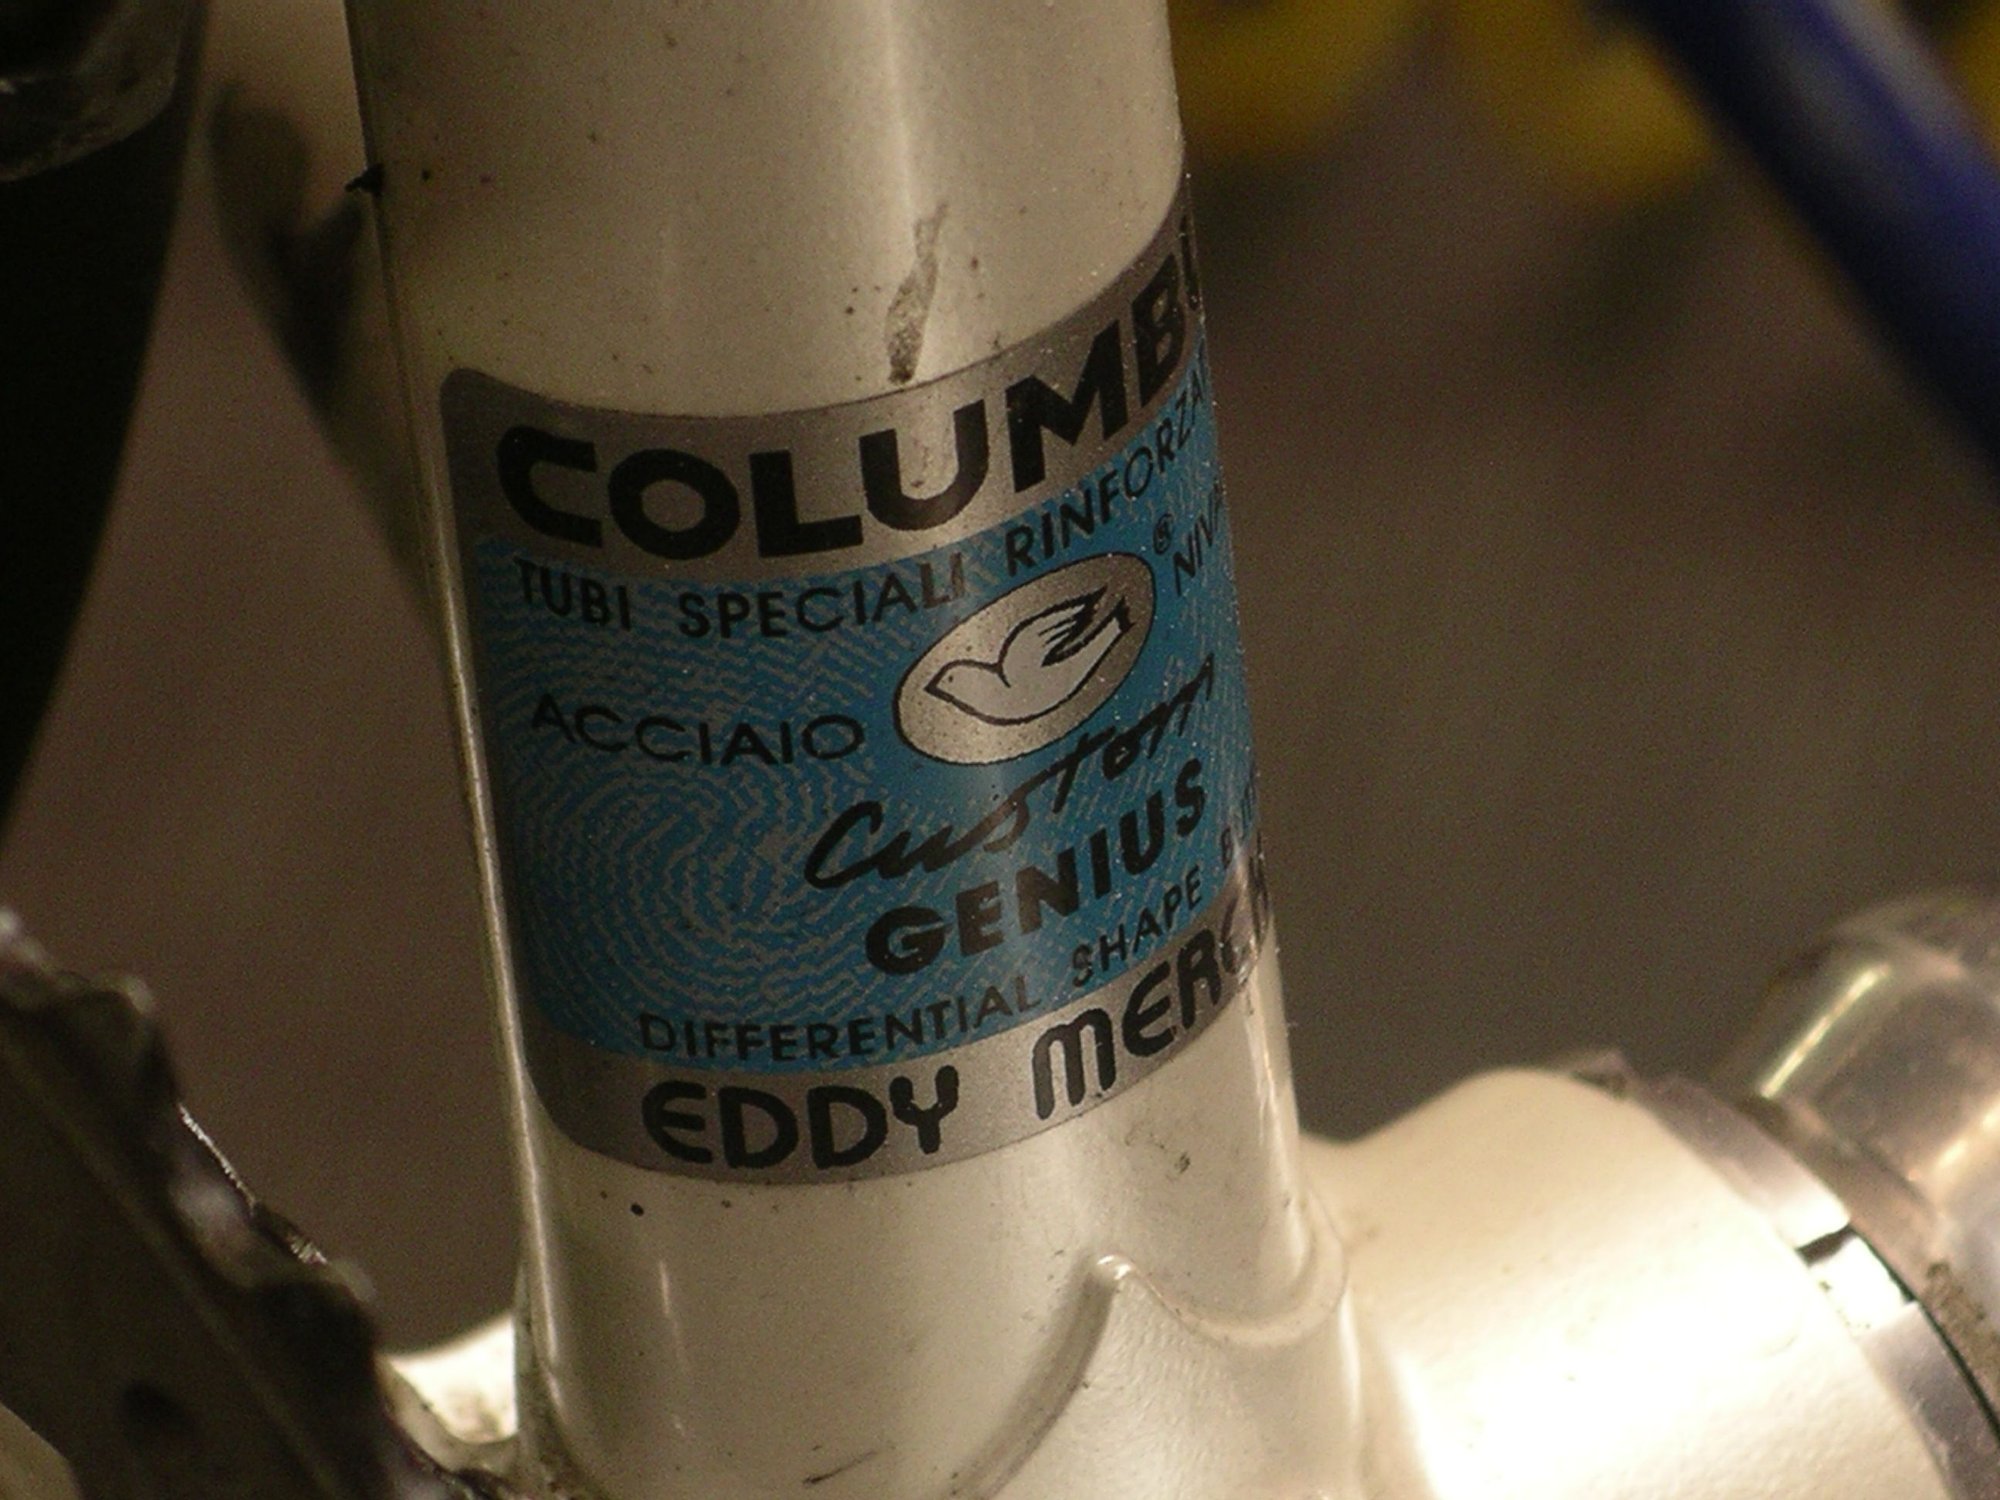 COLUMB
TUBI SPECIALI RINFORZA
®
ACCIAIO NIV
Custom
GENIUS
DIFFERENTIAL SHAPE
EDDY MERC